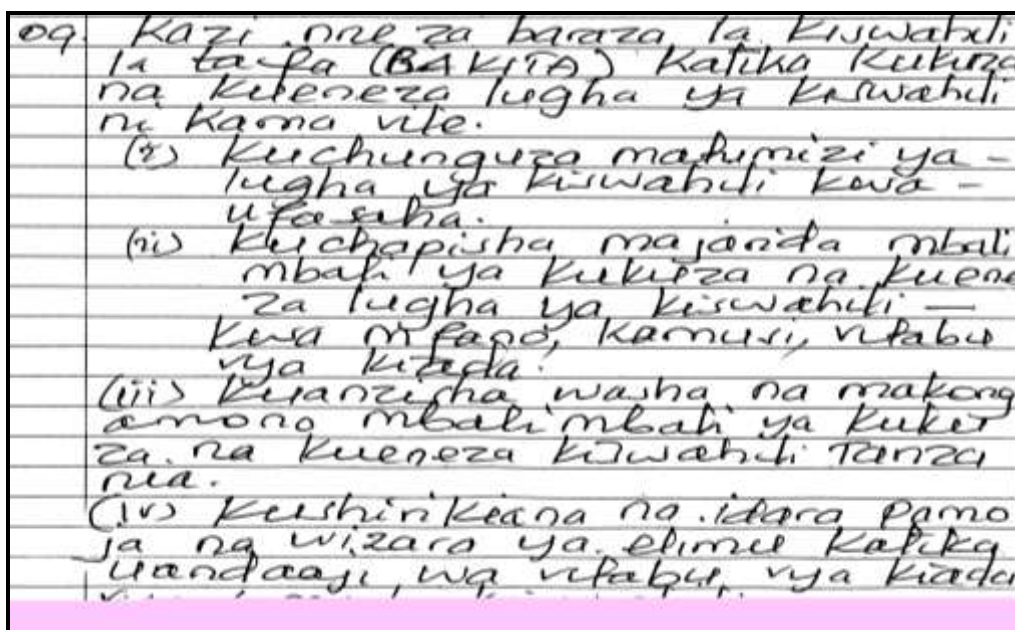 09. Kazi nne za baraza la Kiswahili
la taifa (BAKITA) Katika Kukuza
na Kueneza lugha ya Kiswahili
ni Kama vile.
(i) Kuchunguza matumizi ya -
lugha ya Kiswahili kwa -
ufasaha.
(ii) Kuchapisha majarida mbali
mbali ya Kukuza na Kuene
za lugha ya Kiswahili -
Kwa mfano, Kamusi, vitabu
vya kiada.
(iii) Kuanzisha washa na makong
amono mbalimbali ya Kuku
za na Kueneza Kiswahili Tanza
nia.
(iv) Kushirikiana na idara pamo
ja na wizara ya elimu Katika
uandaaji wa vitabu vya kiada